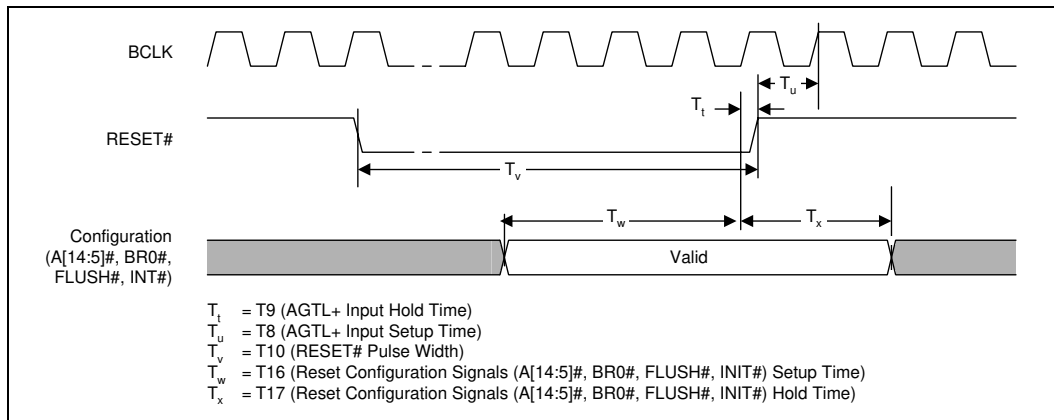 BCLK
T_u
T_t
RESET#
T_v
T_w
T_x
Configuration
(A[14:5]#, BR0#,
FLUSH#, INT#)
Valid
T_t = T9 (AGTL+ Input Hold Time)
T_u = T8 (AGTL+ Input Setup Time)
T_v = T10 (RESET# Pulse Width)
T_w = T16 (Reset Configuration Signals (A[14:5]#, BR0#, FLUSH#, INIT#) Setup Time)
T_x = T17 (Reset Configuration Signals (A[14:5]#, BR0#, FLUSH#, INIT#) Hold Time)